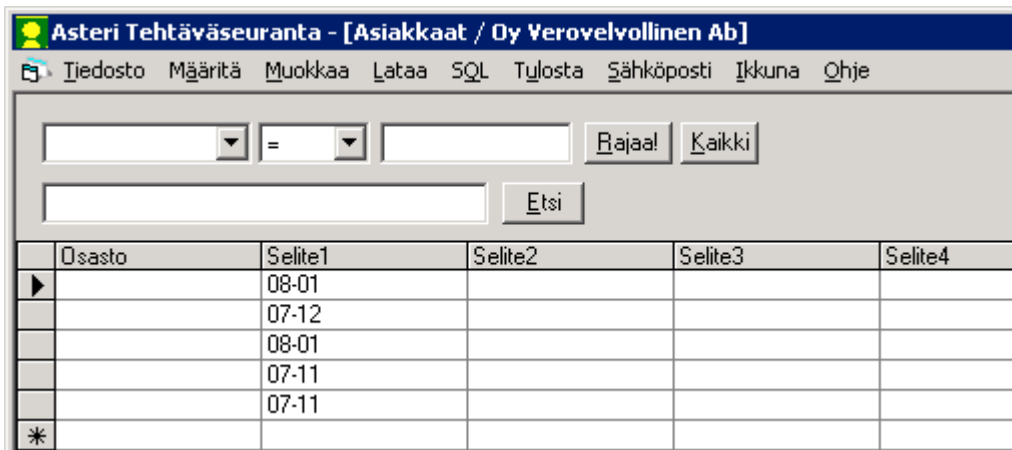 Asteri Tehtäväseuranta - [Asiakkaat / Oy Verovelvollinen Ab]
Tiedosto Määritä Muokkaa Lataa SQL Tulosta Sähköposti Ikkuna Ohje
= Rajaa! Kaikki
Etsi
Osasto Selite1 Selite2 Selite3 Selite4
08-01
07-12
08-01
07-11
07-11